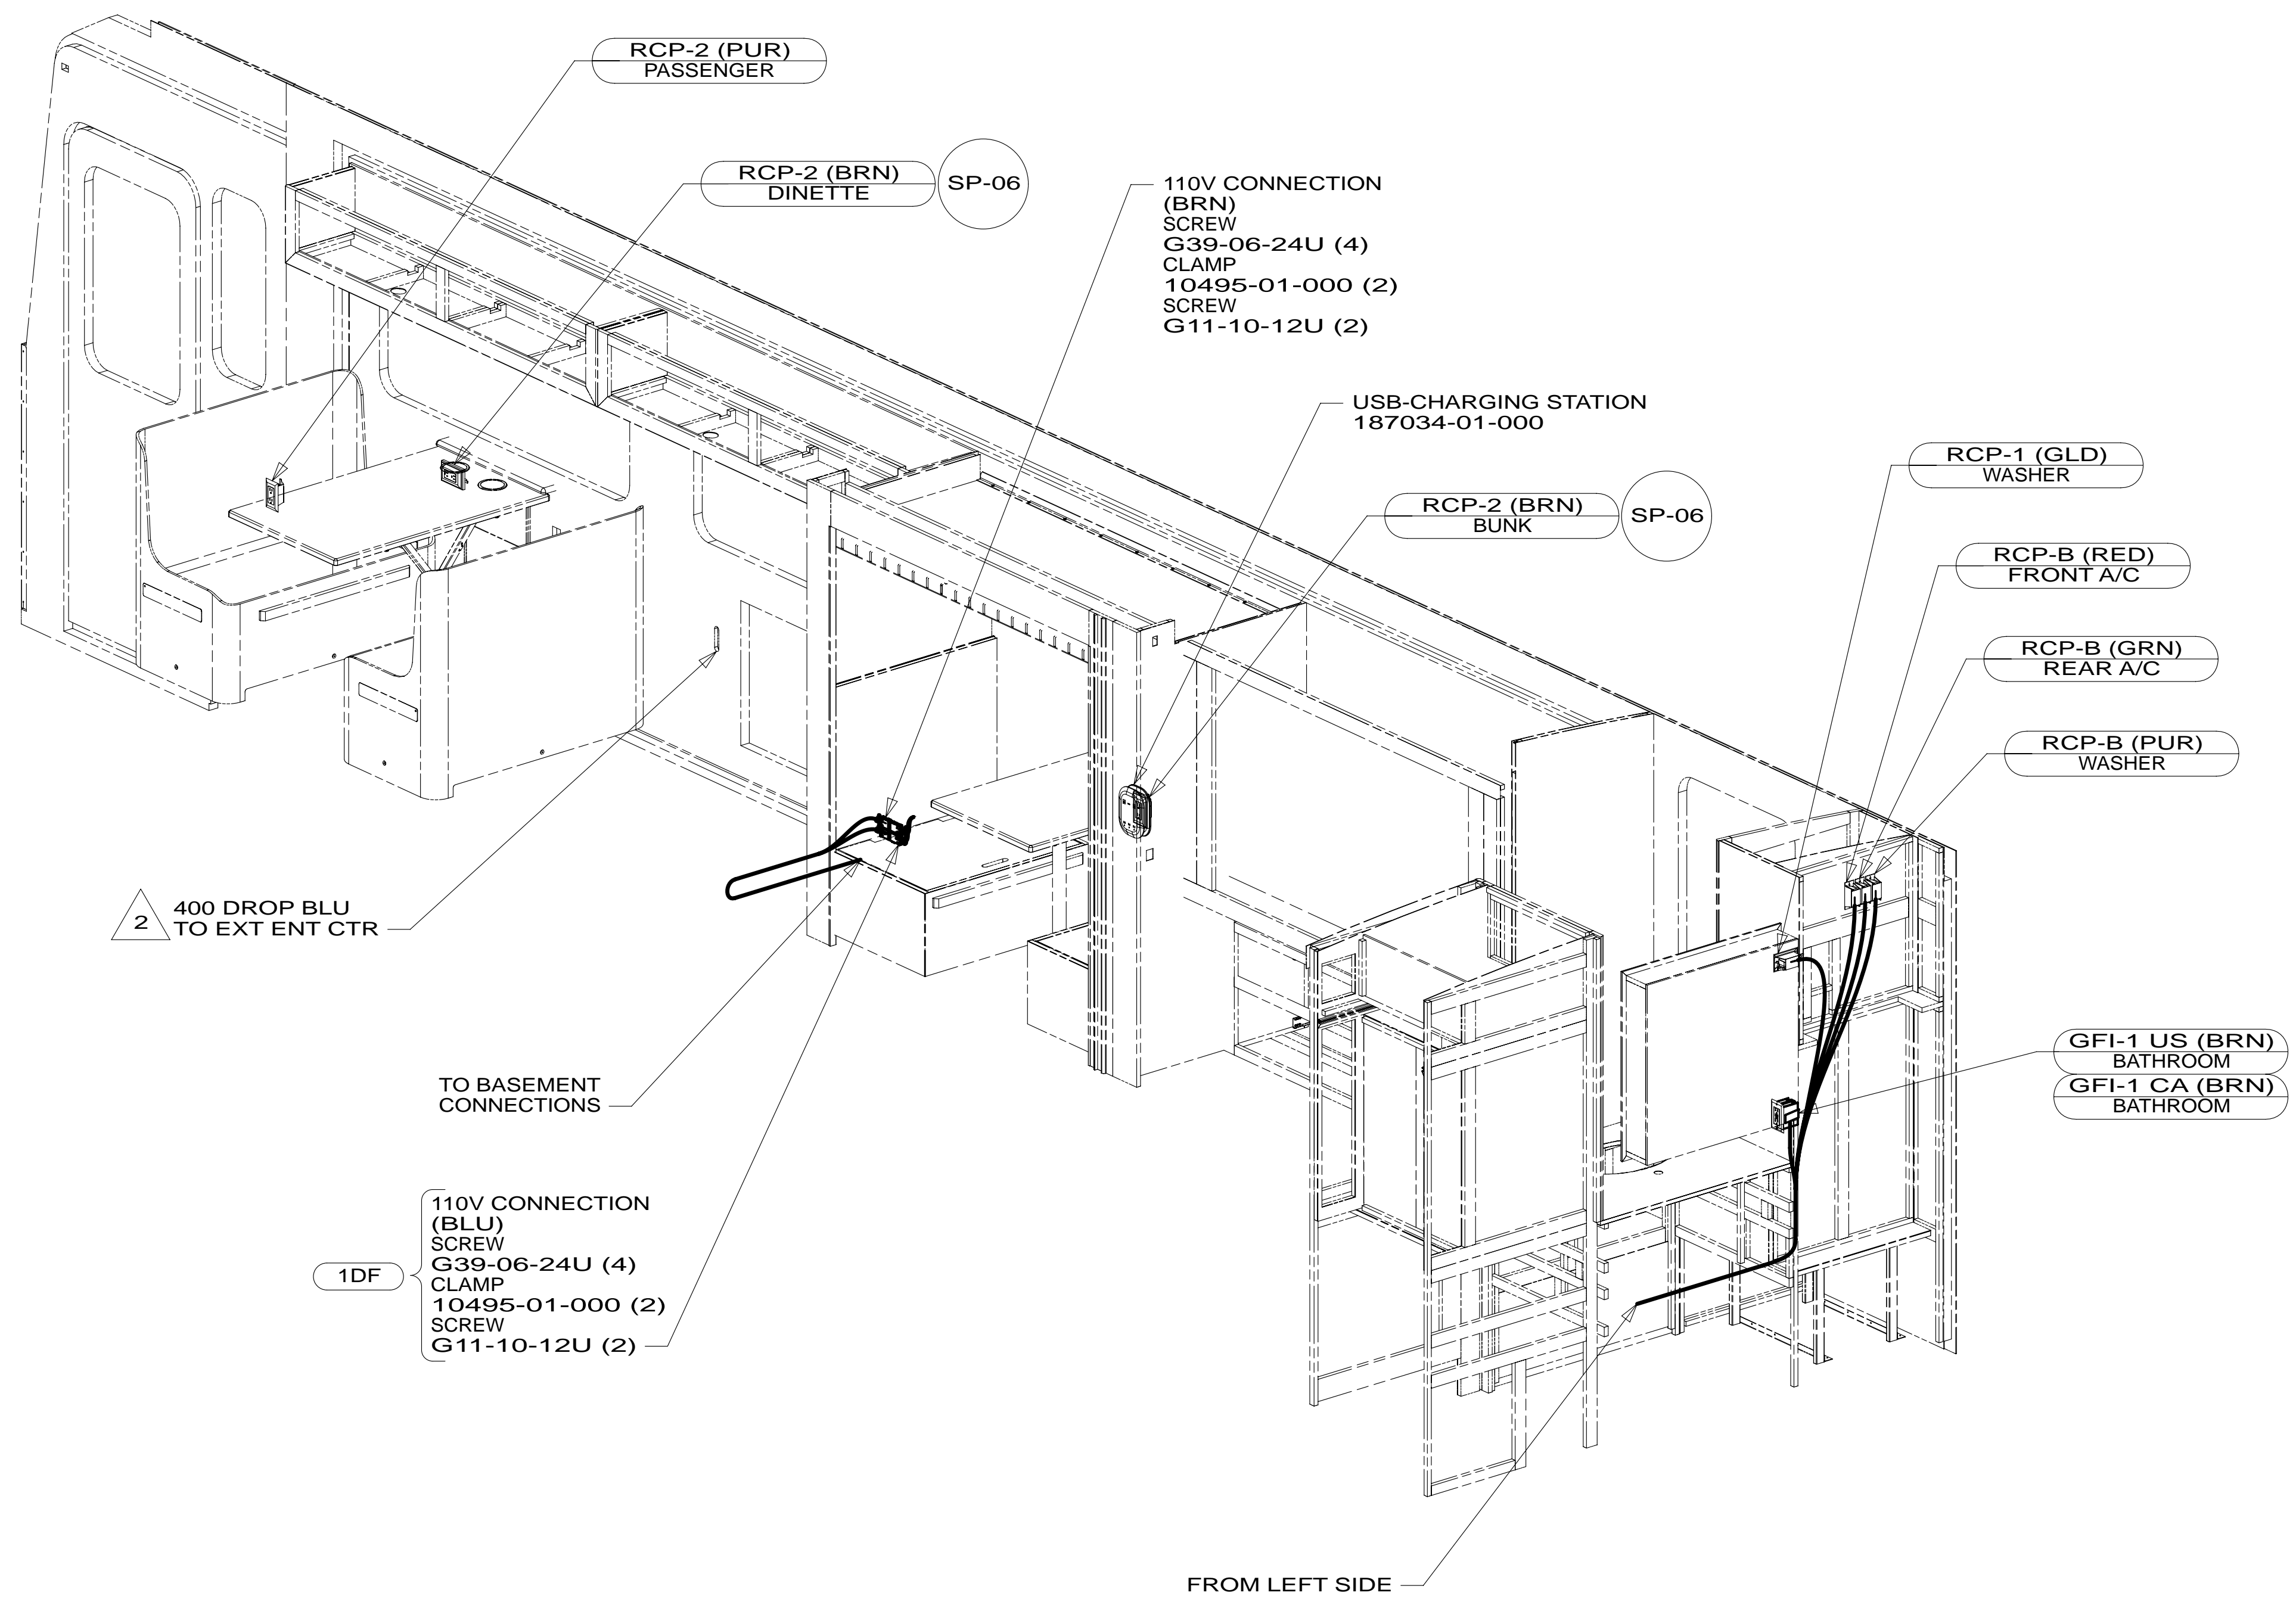 RCP-2 (PUR)
PASSENGER
RCP-2 (BRN)
DINETTE
SP-06
110V CONNECTION
(BRN)
SCREW
G39-06-24U (4)
CLAMP
10495-01-000 (2)
SCREW
G11-10-12U (2)
USB-CHARGING STATION
187034-01-000
RCP-2 (BRN)
BUNK
SP-06
RCP-1 (GLD)
WASHER
RCP-B (RED)
FRONT A/C
RCP-B (GRN)
REAR A/C
RCP-B (PUR)
WASHER
2
400 DROP BLU
TO EXT ENT CTR
GFI-1 US (BRN)
BATHROOM
GFI-1 CA (BRN)
BATHROOM
TO BASEMENT
CONNECTIONS
1DF
110V CONNECTION
(BLU)
SCREW
G39-06-24U (4)
CLAMP
10495-01-000 (2)
SCREW
G11-10-12U (2)
FROM LEFT SIDE